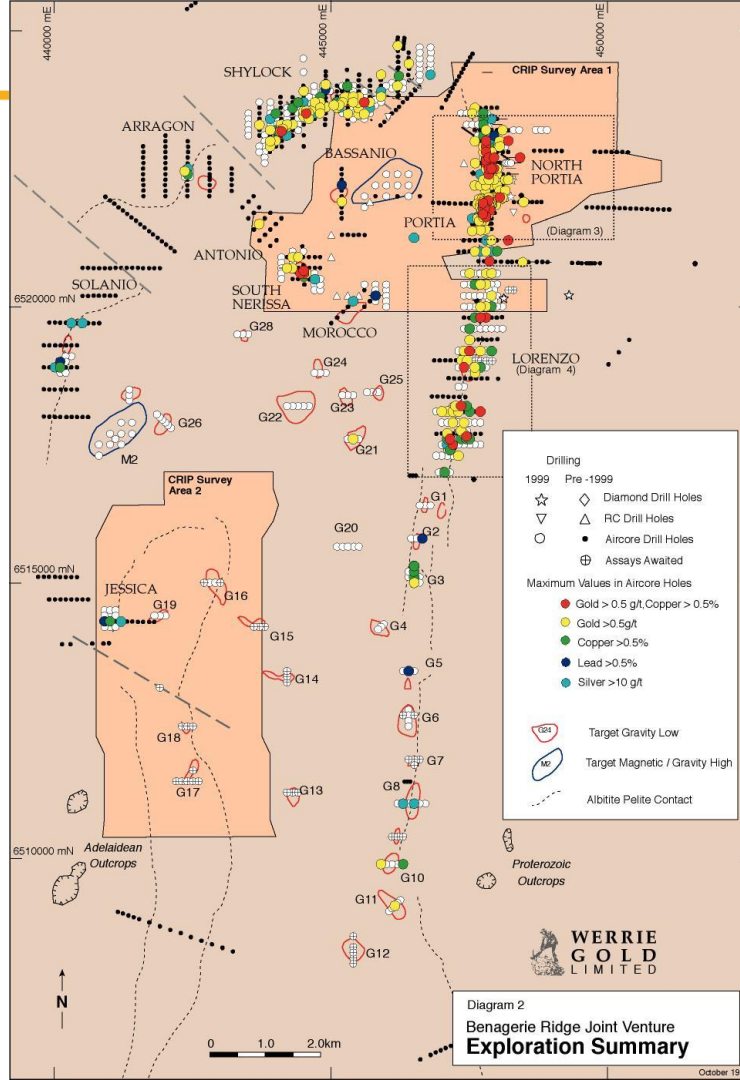 440000 mE
445000 mE
450000 mE
SHYLOCK
CRIP Survey Area 1
ARRAGON
BASSANIO
NORTH
PORTIA
PORTIA
(Diagram 3)
ANTONIO
SOLANIO
SOUTH
NERISSA
6520000 mN
MOROCCO
G28
LORENZO
(Diagram 4)
G24
G25
G22
G23
G26
G21
M2
CRIP Survey
Area 2
G1
G20
G2
6515000 mN
G3
JESSICA
G16
G19
G15
G4
G14
G5
G6
G18
G7
G17
G13
G8
6510000 mN
Adelaidean
Outcrops
G10
Proterozoic
Outcrops
G11
G12
Drilling
1999 Pre -1999
Diamond Drill Holes
RC Drill Holes
Aircore Drill Holes
Assays Awaited
Maximum Values in Aircore Holes
Gold > 0.5 g/t,Copper > 0.5%
Gold >0.5g/t
Copper >0.5%
Lead >0.5%
Silver >10 g/t
G24 Target Gravity Low
M2 Target Magnetic / Gravity High
Albitite Pelite Contact
WERRIE
GOLD
LIMITED
N
0 1.0 2.0km
Diagram 2
Benagerie Ridge Joint Venture
Exploration Summary
October 19